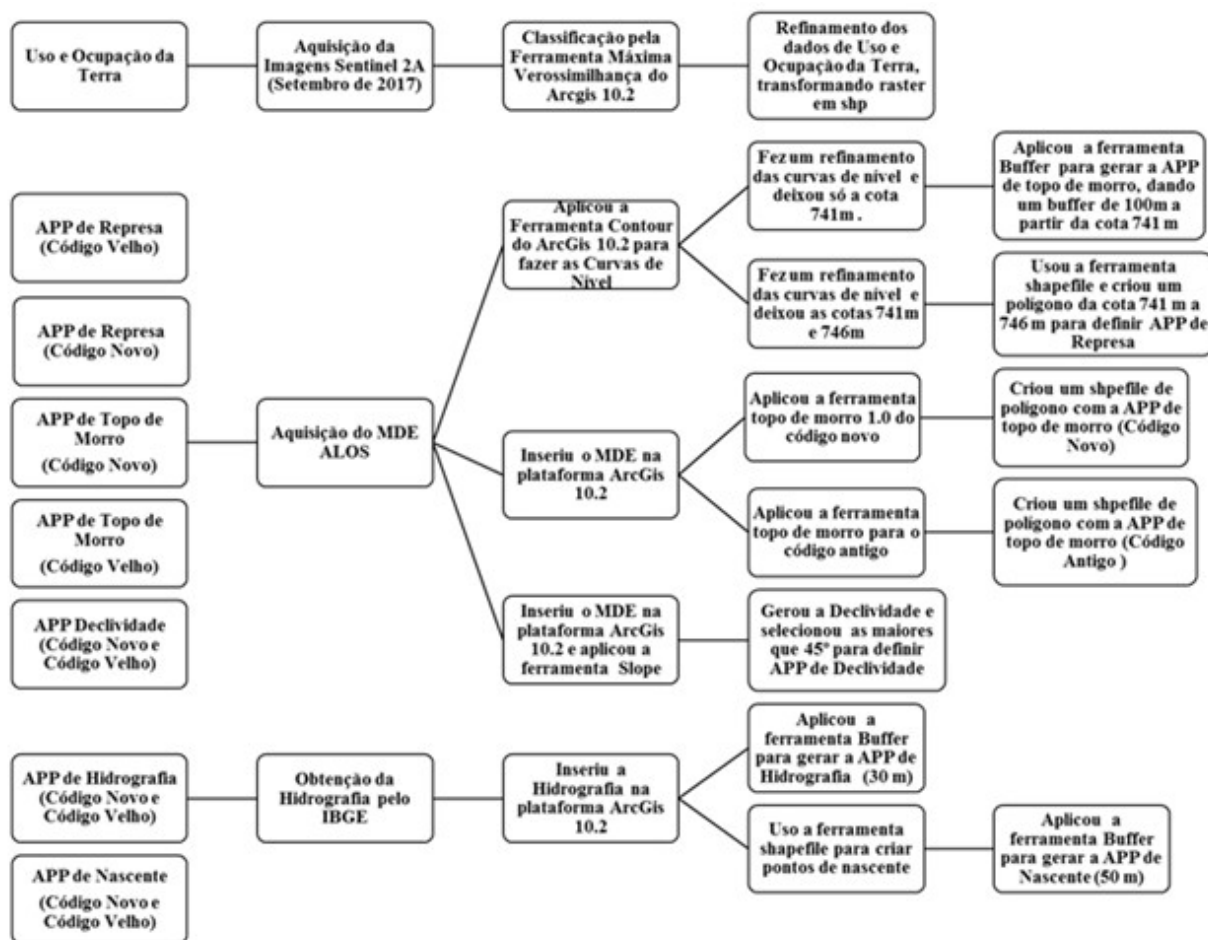 Uso e Ocupação da
Terra
Aquisição da
Imagens Sentinel 2A
(Setembro de 2017)
Classificação pela
Ferramenta Máxima
Verossimilhança do
Arcgis 10.2
Refinamento dos
dados de Uso e
Ocupação da Terra,
transformando raster
em shp
APP de Represa
(Código Velho)
APP de Represa
(Código Novo)
APP de Topo de
Morro
(Código Novo)
APP de Topo de
Morro
(Código Velho)
APP Declividade
(Código Novo e
Código Velho)
Aquisição do MDE
ALOS
Aplicou a
Ferramenta Contour
do ArcGis 10.2 para
fazer as Curvas de
Nível
Fez um refinamento
das curvas de nível e
deixou só a cota
741m .
Aplicou a ferramenta
Buffer para gerar a APP
de topo de morro, dando
um buffer de 100m a
partir da cota 741 m
Fez um refinamento
das curvas de nível e
deixou as cotas 741m
e 746m
Usou a ferramenta
shapefile e criou um
polígono da cota 741 m a
746 m para definir APP de
Represa
Inseriu o MDE na
plataforma ArcGis
10.2
Aplicou a ferramenta
topo de morro 1.0 do
código novo
Criou um shpefile de
polígono com a APP de
topo de morro (Código
Novo)
Aplicou a ferramenta
topo de morro para o
código antigo
Criou um shpefile de
polígono com a APP de
topo de morro (Código
Antigo )
Inseriu o MDE na
plataforma ArcGis
10.2 e aplicou a
ferramenta Slope
Gerou a Declividade e
selecionou as maiores
que 45º para definir
APP de Declividade
APP de Hidrografia
(Código Novo e
Código Velho)
APP de Nascente
(Código Novo e
Código Velho)
Obtenção da
Hidrografia pelo
IBGE
Inseriu a
Hidrografia na
plataforma ArcGis
10.2
Aplicou a
ferramenta Buffer
para gerar a APP de
Hidrografia (30 m)
Uso a ferramenta
shapefile para criar
pontos de nascente
Aplicou a
ferramenta Buffer
para gerar a APP de
Nascente (50 m)